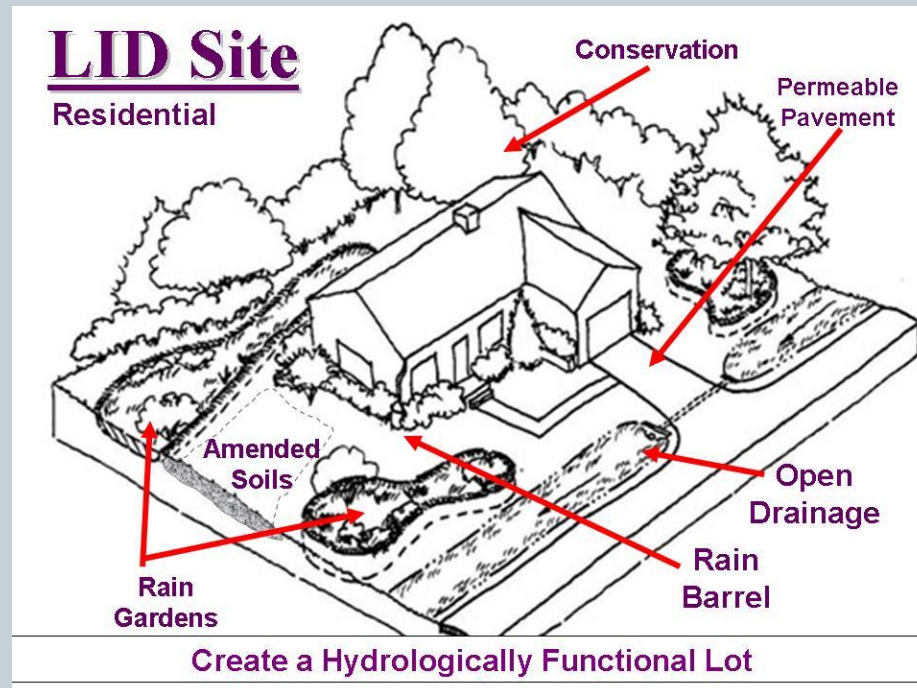 LID Site
Residential
Conservation
Permeable
Pavement
Amended
Soils
Open
Drainage
Rain
Barrel
Rain
Gardens
Create a Hydrologically Functional Lot